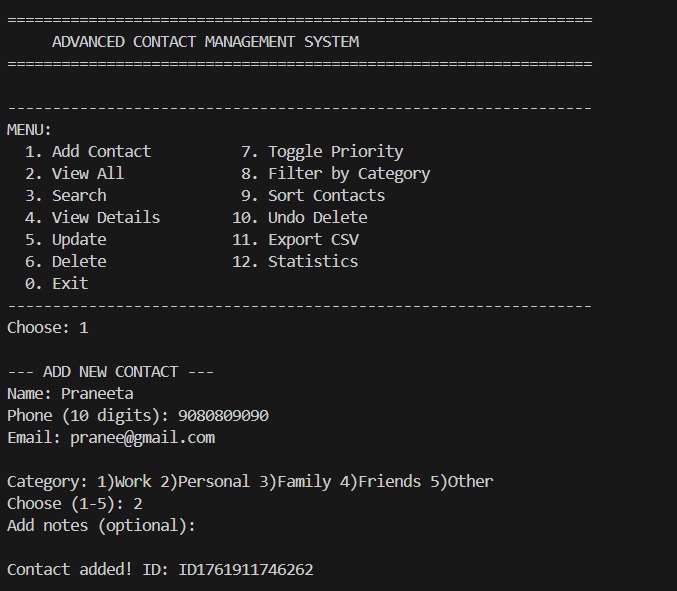 =================================================================
     ADVANCED CONTACT MANAGEMENT SYSTEM
=================================================================
-----------------------------------------------------------------
MENU:
  1. Add Contact          7. Toggle Priority
  2. View All             8. Filter by Category
  3. Search               9. Sort Contacts
  4. View Details        10. Undo Delete
  5. Update              11. Export CSV
  6. Delete              12. Statistics
  0. Exit
-----------------------------------------------------------------
Choose: 1
--- ADD NEW CONTACT ---
Name: Praneeta
Phone (10 digits): 9080809090
Email: pranee@gmail.com
Category: 1)Work 2)Personal 3)Family 4)Friends 5)Other
Choose (1-5): 2
Add notes (optional):
Contact added! ID: ID1761911746262